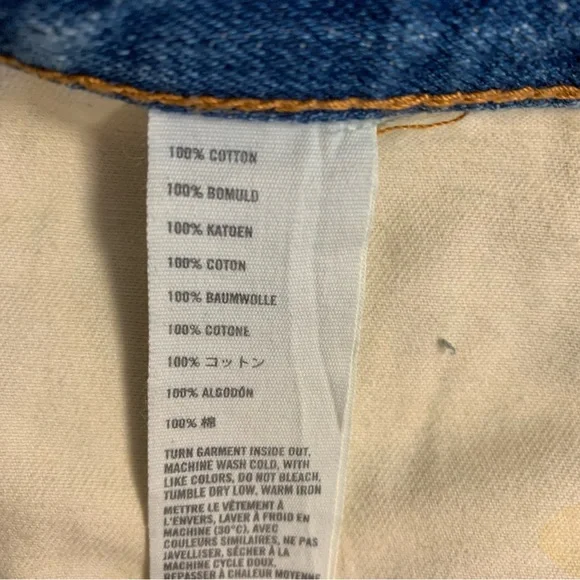 100% COTTON
100% BOMULD
100% KATOEN
100% COTON
100% BAUMWOLLE
100% COTONE
100% コットン
100% ALGODÓN
100% 棉
TURN GARMENT INSIDE OUT,
MACHINE WASH COLD, WITH
LIKE COLORS, DO NOT BLEACH,
TUMBLE DRY LOW, WARM IRON
METTRE LE VÊTEMENT À
L'ENVERS, LAVER À FROID EN
MACHINE (30°C), AVEC
COULEURS SIMILAIRES, NE PAS
JAVELLISER, SÉCHER À LA
MACHINE CYCLE DOUX,
REPASSER À CHALEUR MOYENNE